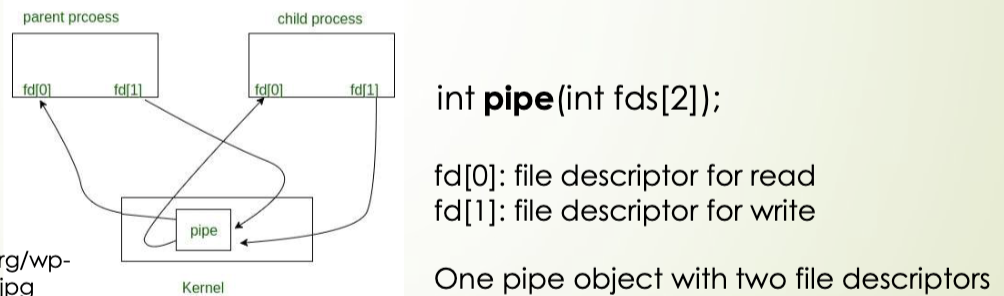 parent prcoess
child process
fd[0]
fd[1]
fd[0]
fd[1]
pipe
Kernel
rg/wp-
jpg
int pipe(int fds[2]);
fd[0]: file descriptor for read
fd[1]: file descriptor for write
One pipe object with two file descriptors